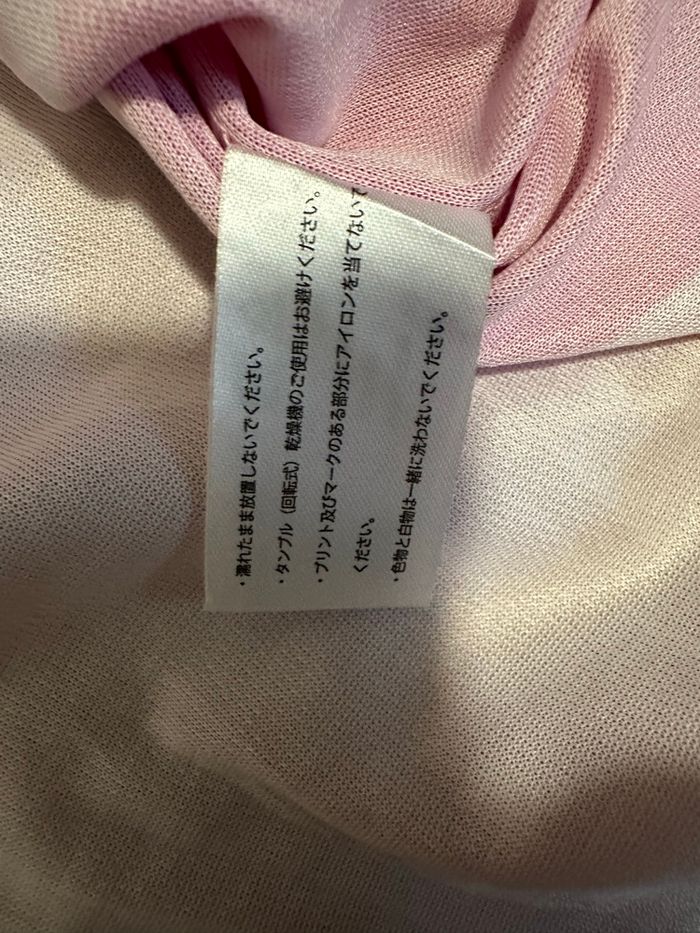 ・濡れたまま放置しないでください。
・タンブル（回転式）乾燥機のご使用はお避けください。
・プリント及びマークのある部分にアイロンを当てないで
ください。
・色物と白物は一緒に洗わないでください。